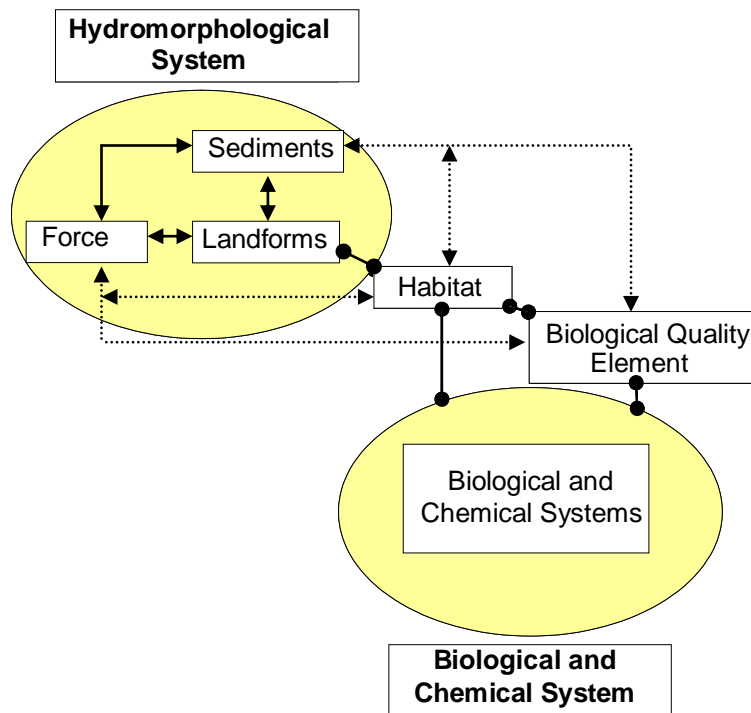 Hydromorphological
System
Sediments
Force
Landforms
Habitat
Biological Quality
Element
Biological and
Chemical Systems
Biological and
Chemical System